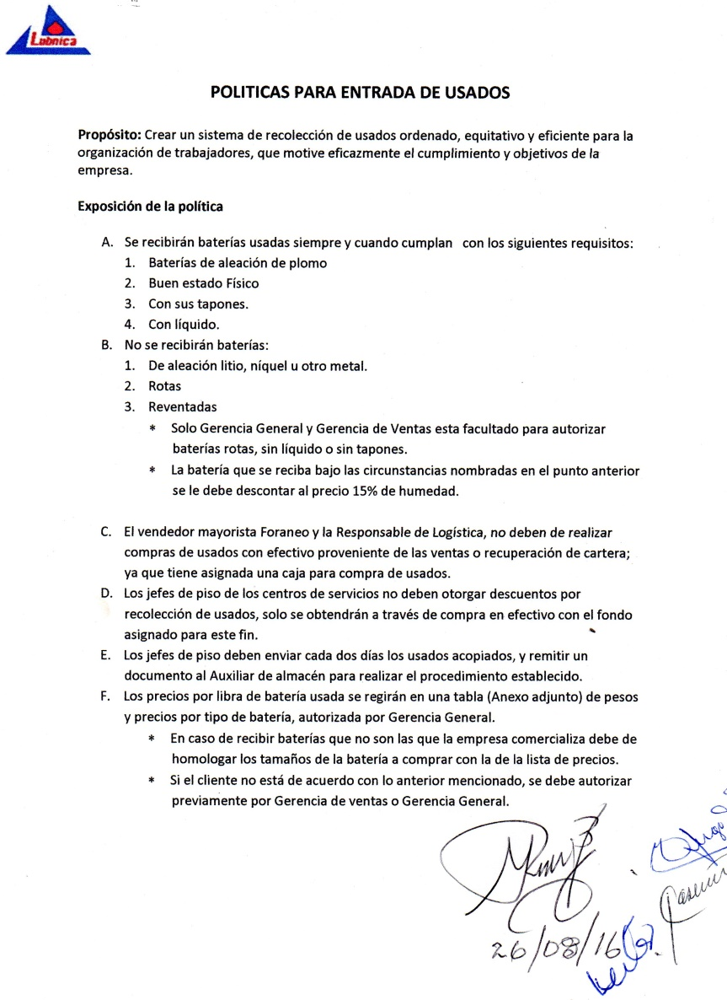 Lubnica
POLITICAS PARA ENTRADA DE USADOS
Propósito: Crear un sistema de recolección de usados ordenado, equitativo y eficiente para la
organización de trabajadores, que motive eficazmente el cumplimiento y objetivos de la
empresa.
Exposición de la política
A. Se recibirán baterías usadas siempre y cuando cumplan con los siguientes requisitos:
1. Baterías de aleación de plomo
2. Buen estado Físico
3. Con sus tapones.
4. Con líquido.
B. No se recibirán baterías:
1. De aleación litio, níquel u otro metal.
2. Rotas
3. Reventadas
* Solo Gerencia General y Gerencia de Ventas esta facultado para autorizar
baterías rotas, sin líquido o sin tapones.
* La batería que se reciba bajo las circunstancias nombradas en el punto anterior
se le debe descontar al precio 15% de humedad.
C. El vendedor mayorista Foraneo y la Responsable de Logística, no deben de realizar
compras de usados con efectivo proveniente de las ventas o recuperación de cartera;
ya que tiene asignada una caja para compra de usados.
D. Los jefes de piso de los centros de servicios no deben otorgar descuentos por
recolección de usados, solo se obtendrán a través de compra en efectivo con el fondo
asignado para este fin.
E. Los jefes de piso deben enviar cada dos días los usados acopiados, y remitir un
documento al Auxiliar de almacén para realizar el procedimiento establecido.
F. Los precios por libra de batería usada se regirán en una tabla (Anexo adjunto) de pesos
y precios por tipo de batería, autorizada por Gerencia General.
* En caso de recibir baterías que no son las que la empresa comercializa debe de
homologar los tamaños de la batería a comprar con la de la lista de precios.
* Si el cliente no está de acuerdo con lo anterior mencionado, se debe autorizar
previamente por Gerencia de ventas o Gerencia General.
26/08/16